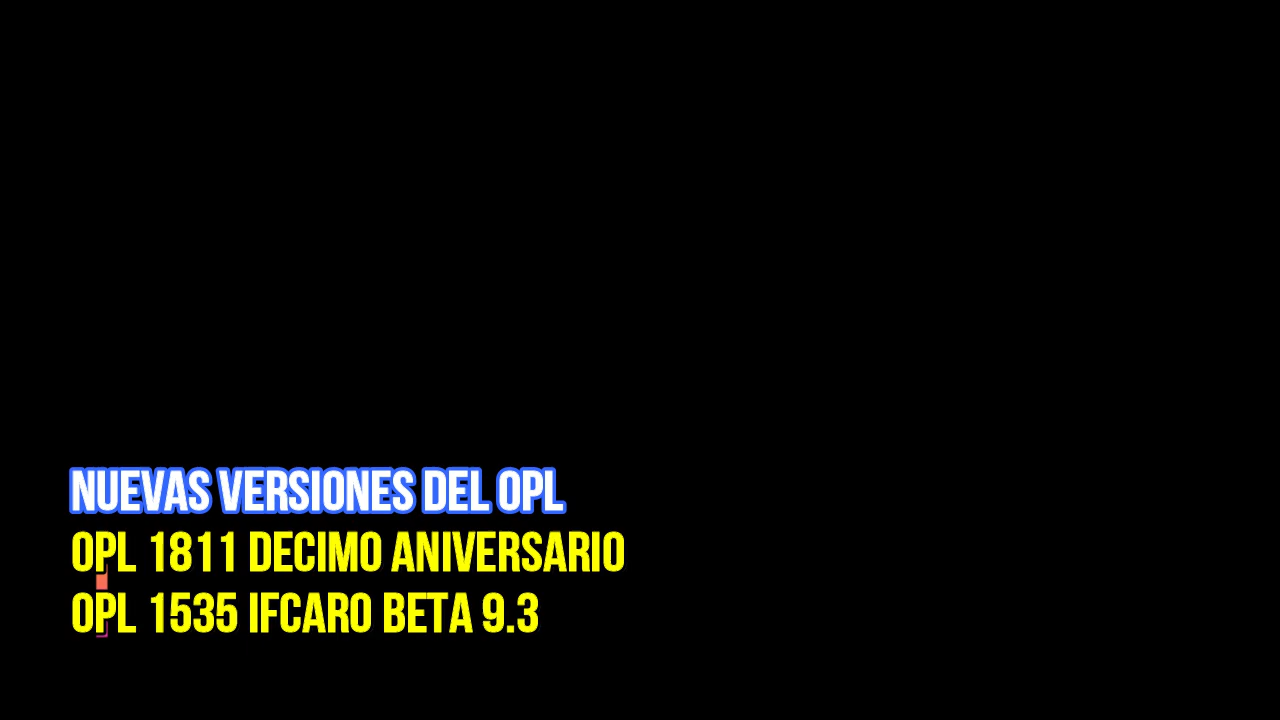 NUEVAS VERSIONES DEL OPL
OPL 1811 DECIMO ANIVERSARIO
OPL 1535 IFCARO BETA 9.3